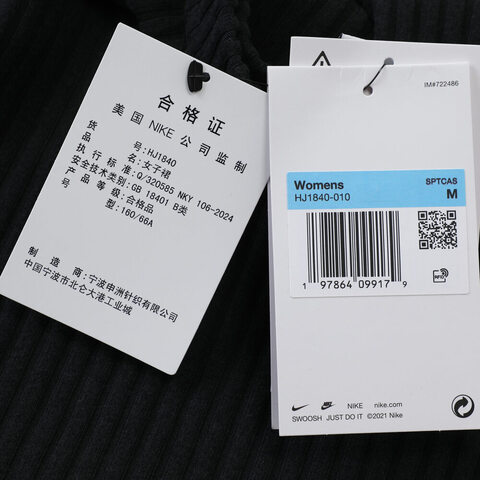 合格证
美国 NIKE 公司监制
货号: HJ1840
品名: 女子裙
执行标准: Q/320585 NKY 106-2024
安全技术类别: GB 18401 B类
产品等级: 合格品
型: 160/66A
制造商: 宁波申洲针织有限公司
中国宁波市北仑大港工业城
IM#722486
Womens SPTCAS
HJ1840-010 M
RFID
1 97864 09917 9
NIKE nike.com
SWOOSH JUST DO IT ©2021 Nike